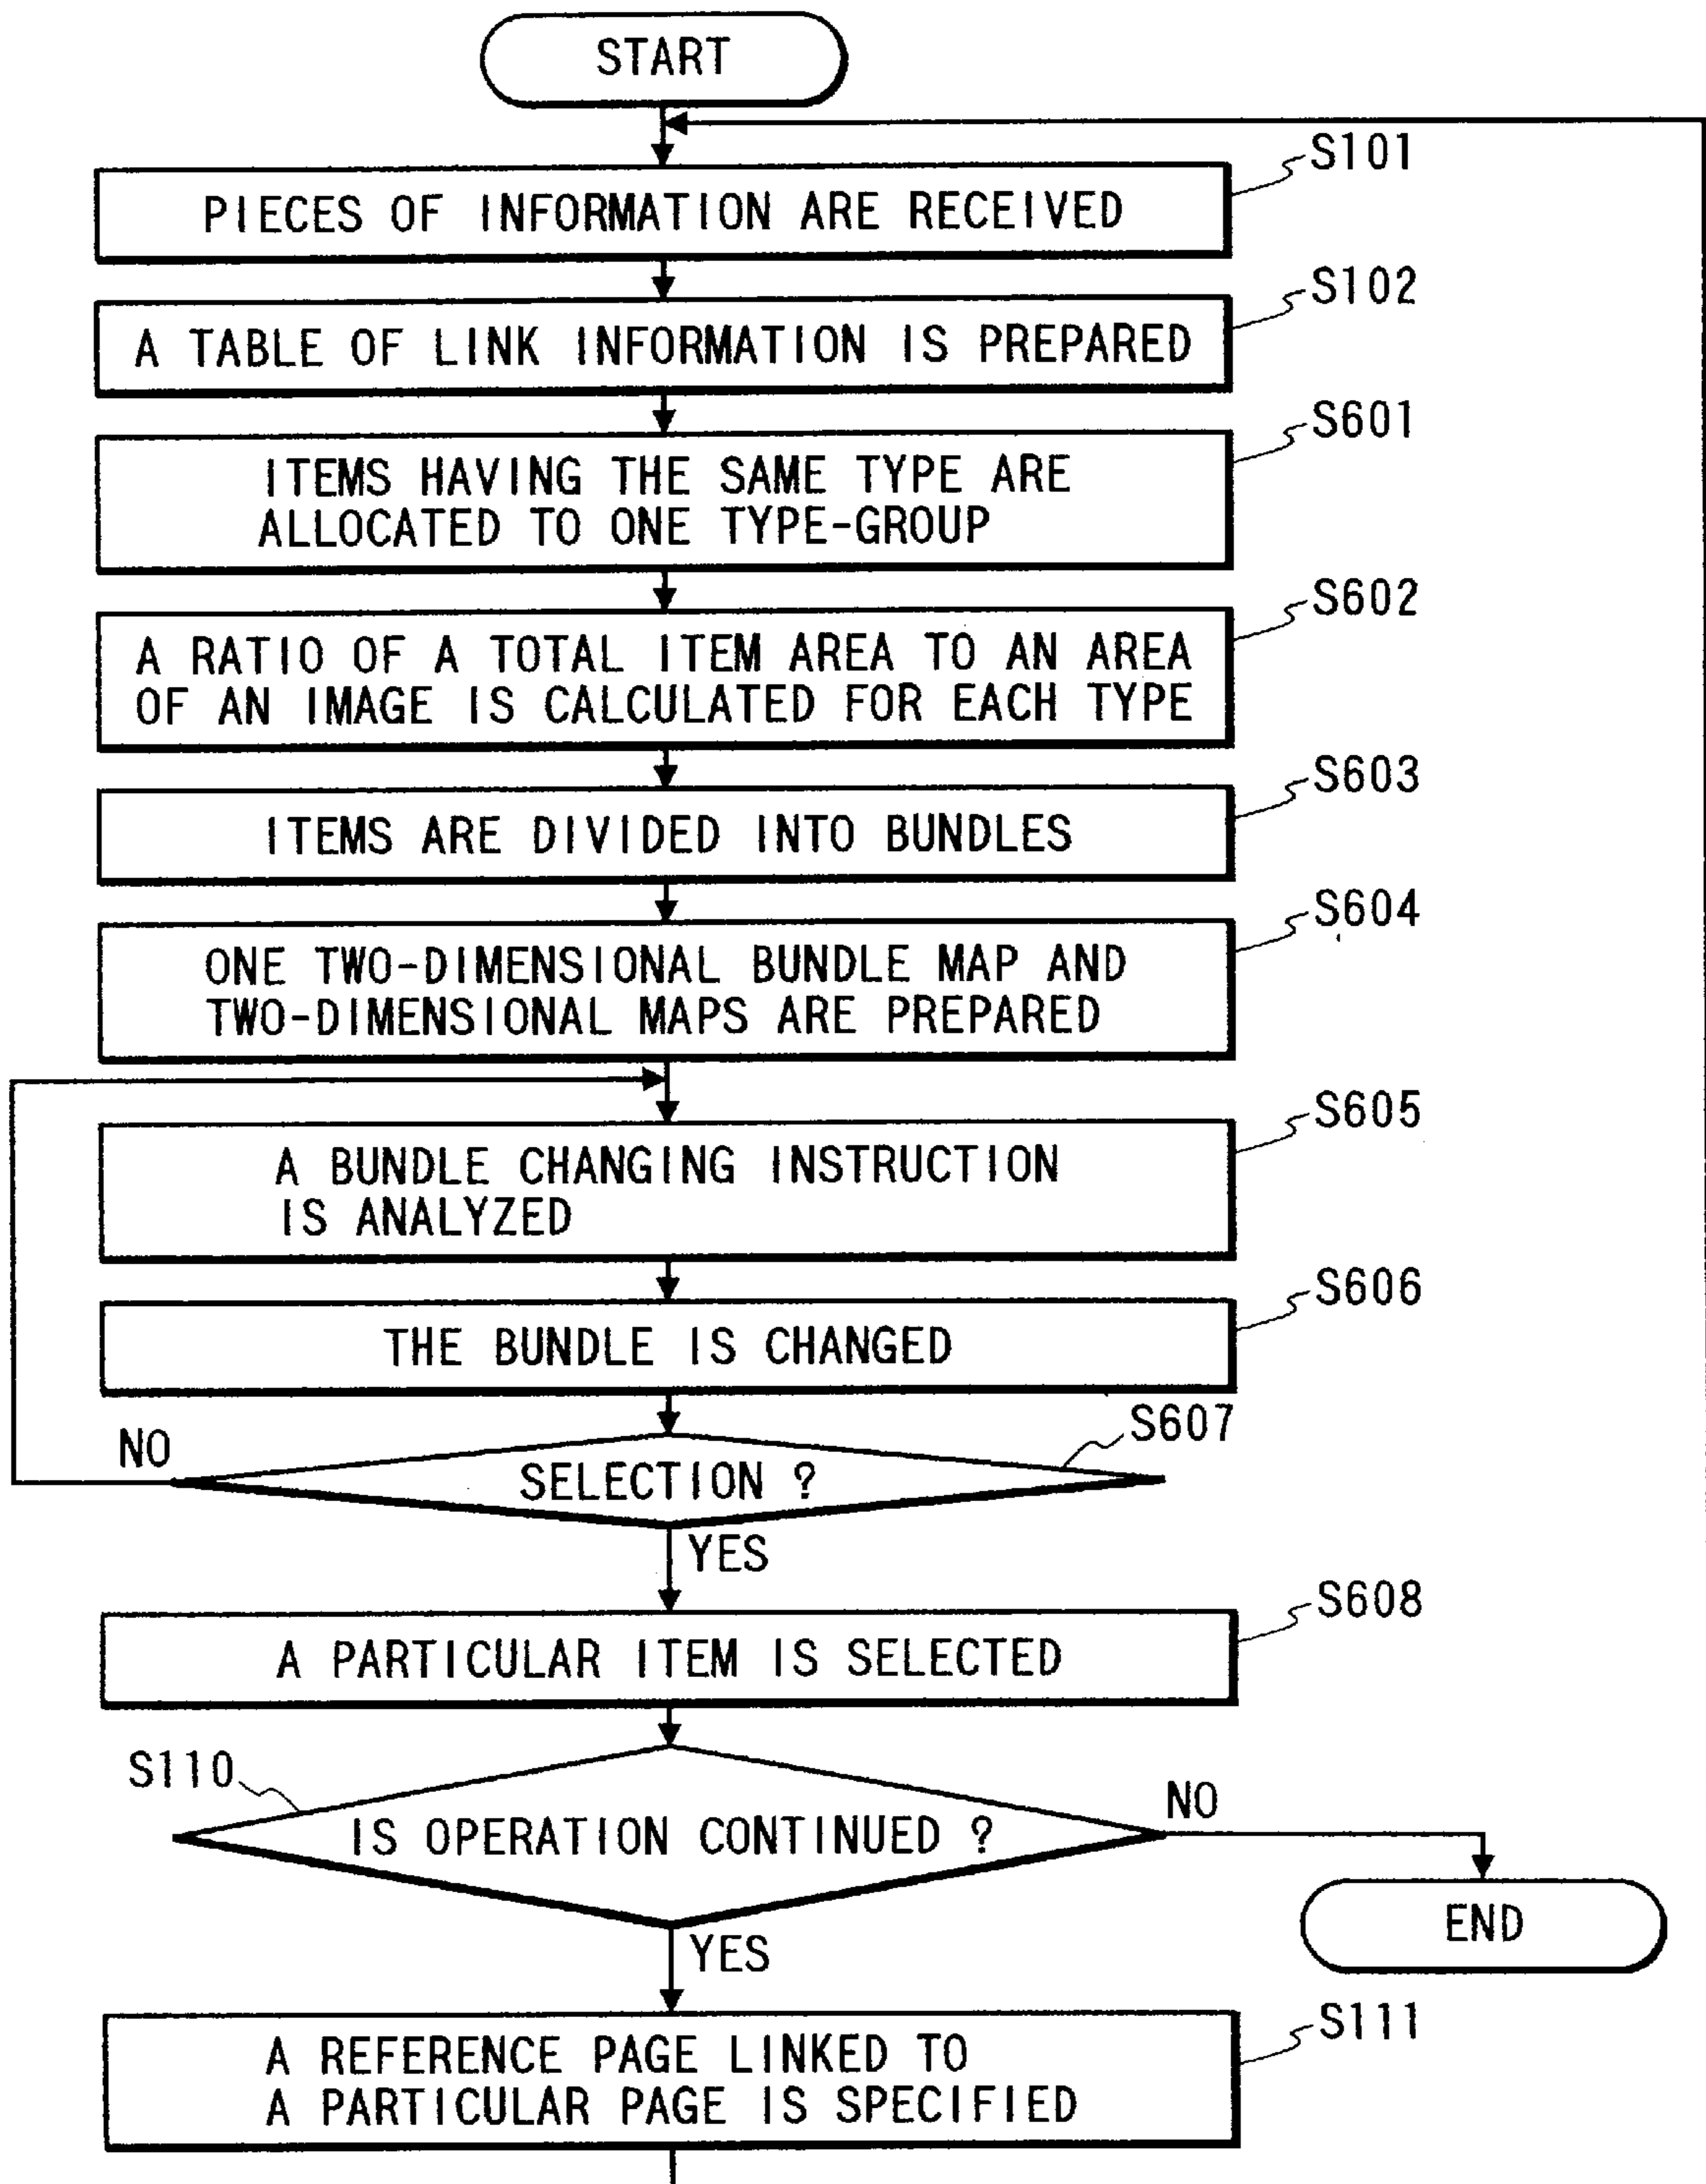 START
S101
PIECES OF INFORMATION ARE RECEIVED
S102
A TABLE OF LINK INFORMATION IS PREPARED
S601
ITEMS HAVING THE SAME TYPE ARE
ALLOCATED TO ONE TYPE-GROUP
S602
A RATIO OF A TOTAL ITEM AREA TO AN AREA
OF AN IMAGE IS CALCULATED FOR EACH TYPE
S603
ITEMS ARE DIVIDED INTO BUNDLES
S604
ONE TWO-DIMENSIONAL BUNDLE MAP AND
TWO-DIMENSIONAL MAPS ARE PREPARED
S605
A BUNDLE CHANGING INSTRUCTION
IS ANALYZED
S606
THE BUNDLE IS CHANGED
S607
NO
SELECTION ?
YES
S608
A PARTICULAR ITEM IS SELECTED
S110
NO
IS OPERATION CONTINUED ?
END
YES
S111
A REFERENCE PAGE LINKED TO
A PARTICULAR PAGE IS SPECIFIED